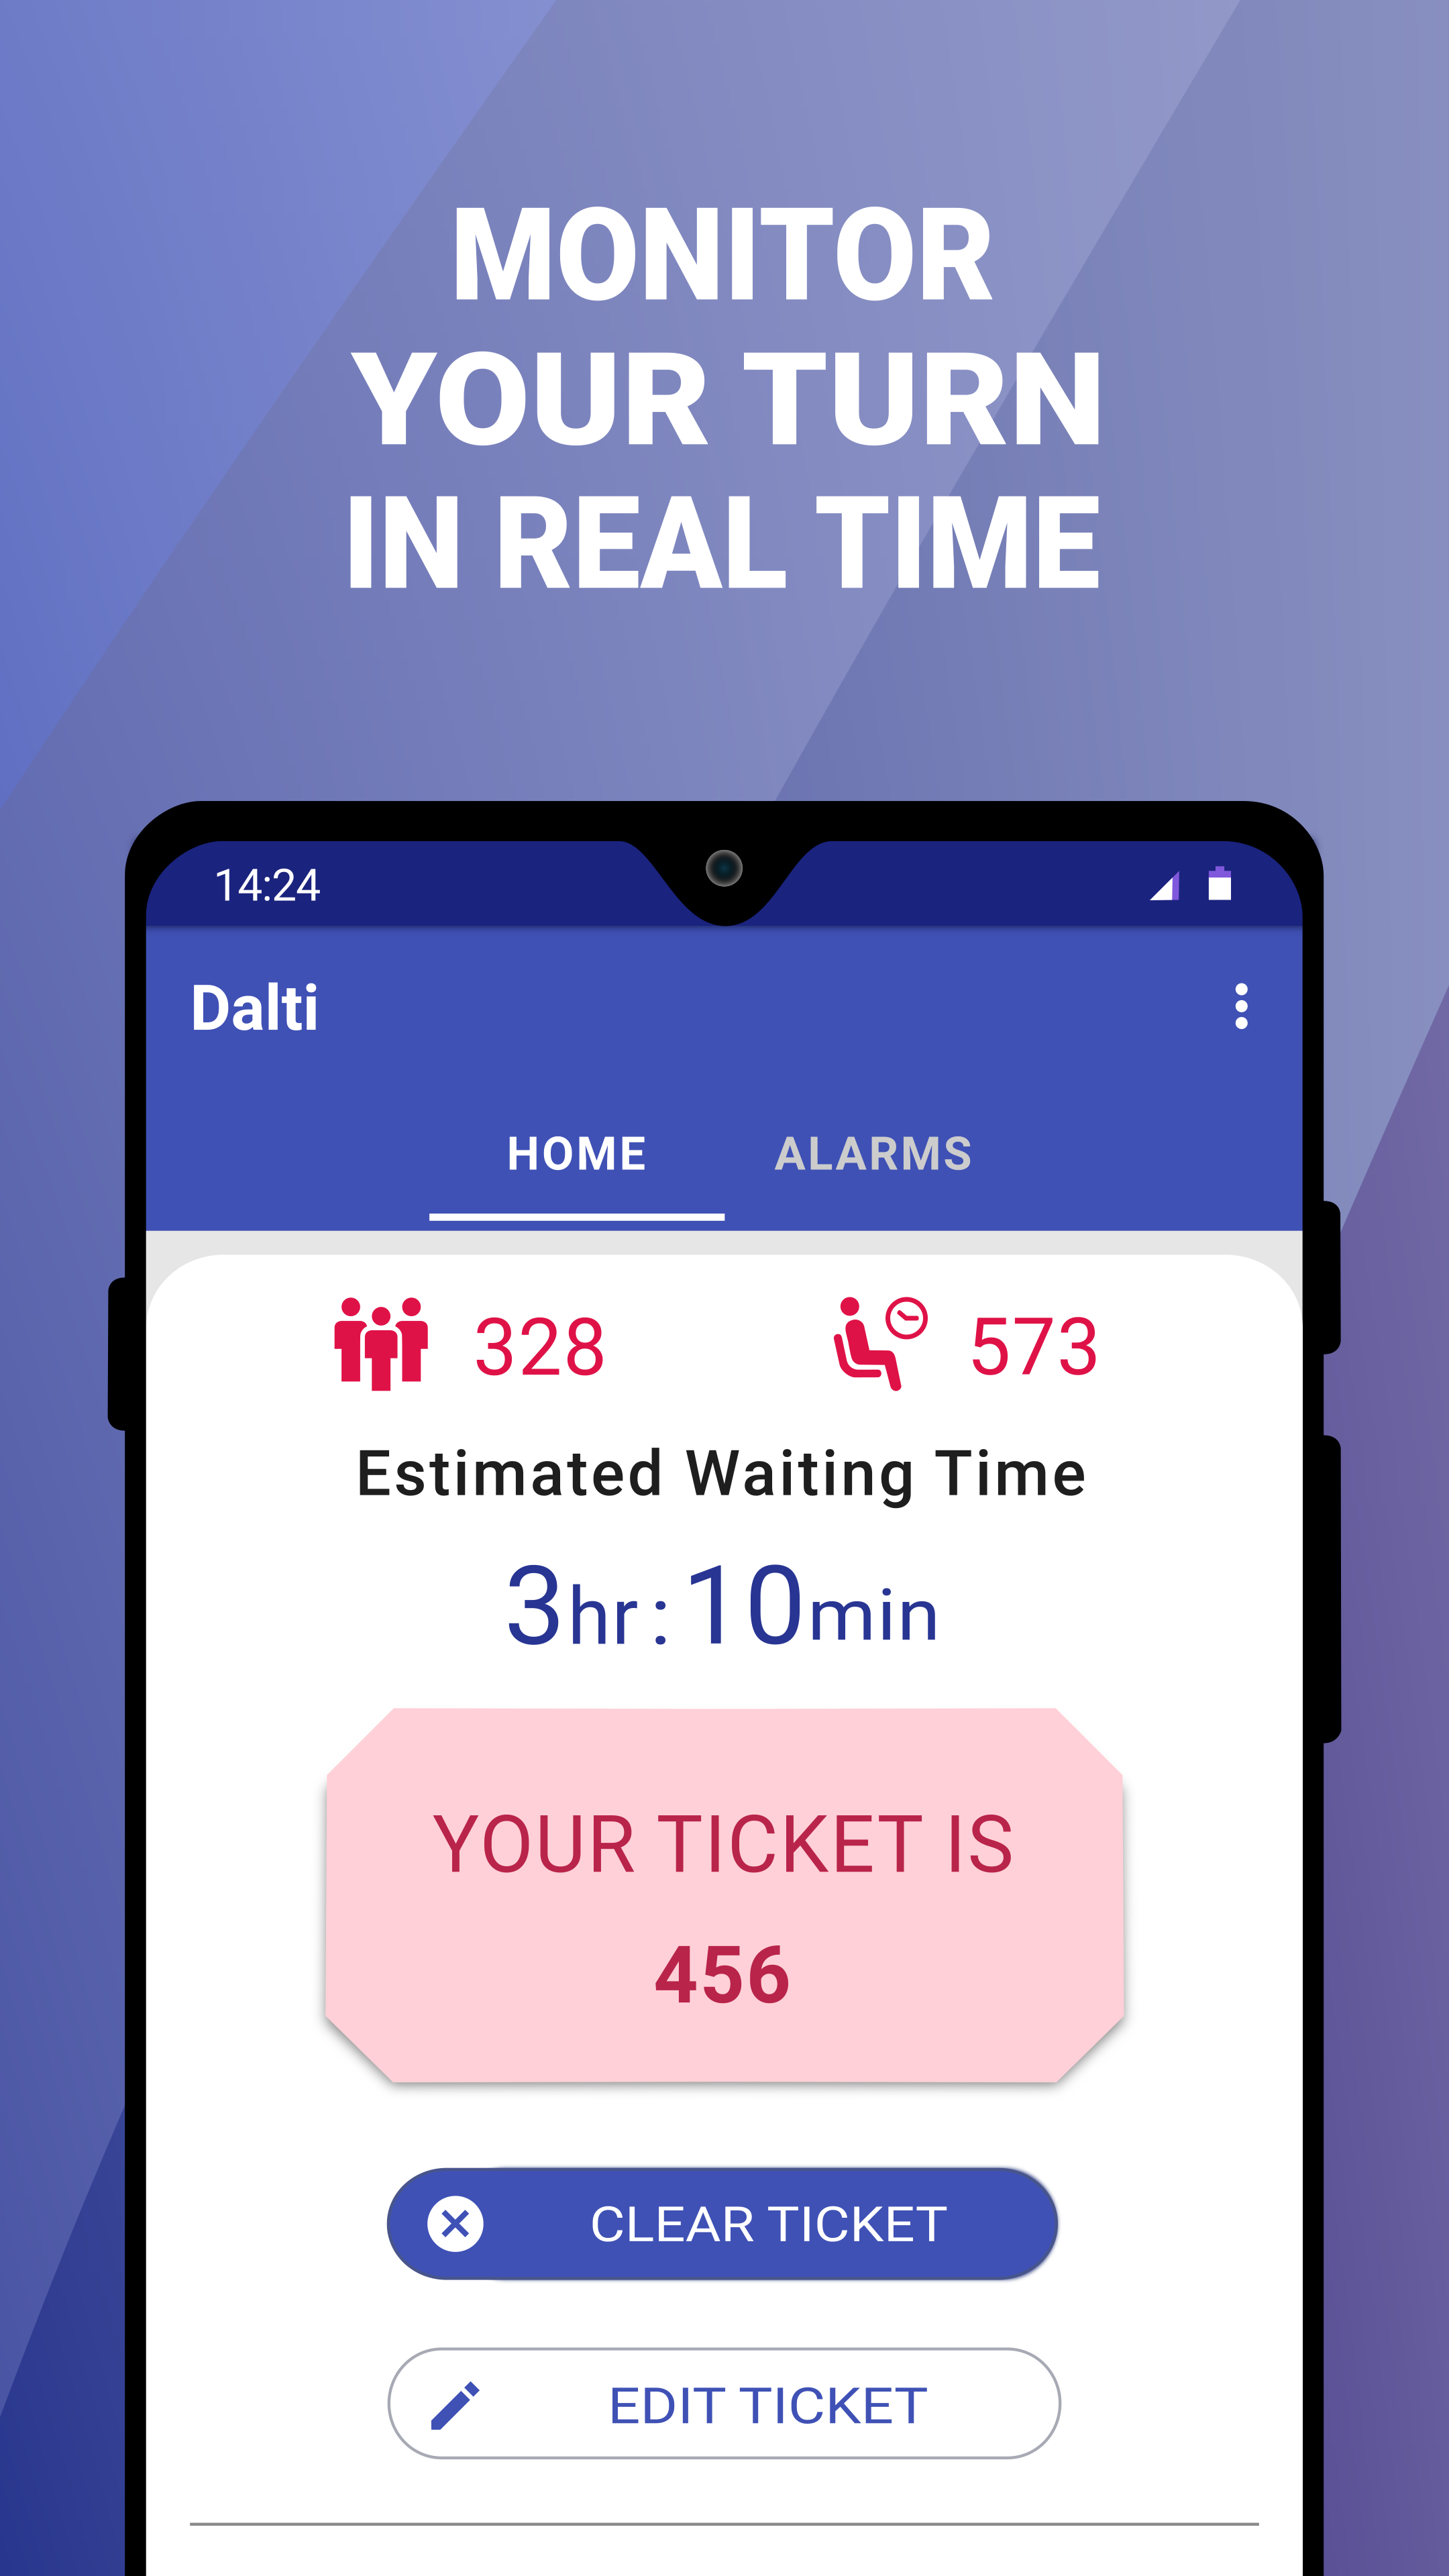 MONITOR
YOUR TURN
IN REAL TIME
14:24
Dalti
HOME ALARMS
328 573
Estimated Waiting Time
3hr:10min
YOUR TICKET IS
456
CLEAR TICKET
EDIT TICKET